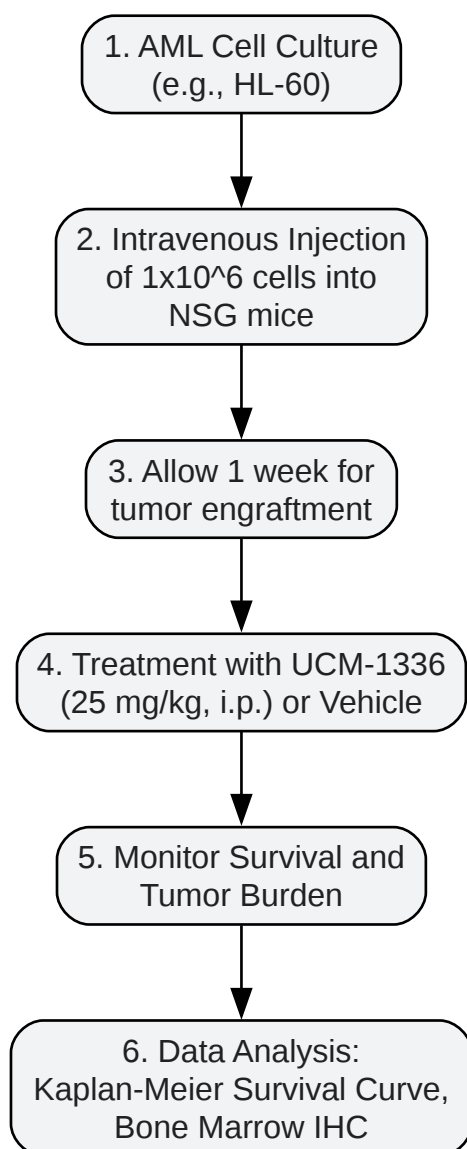 1. AML Cell Culture
(e.g., HL-60)
2. Intravenous Injection
of 1x10^6 cells into
NSG mice
3. Allow 1 week for
tumor engraftment
4. Treatment with UCM-1336
(25 mg/kg, i.p.) or Vehicle
5. Monitor Survival and
Tumor Burden
6. Data Analysis:
Kaplan-Meier Survival Curve,
Bone Marrow IHC